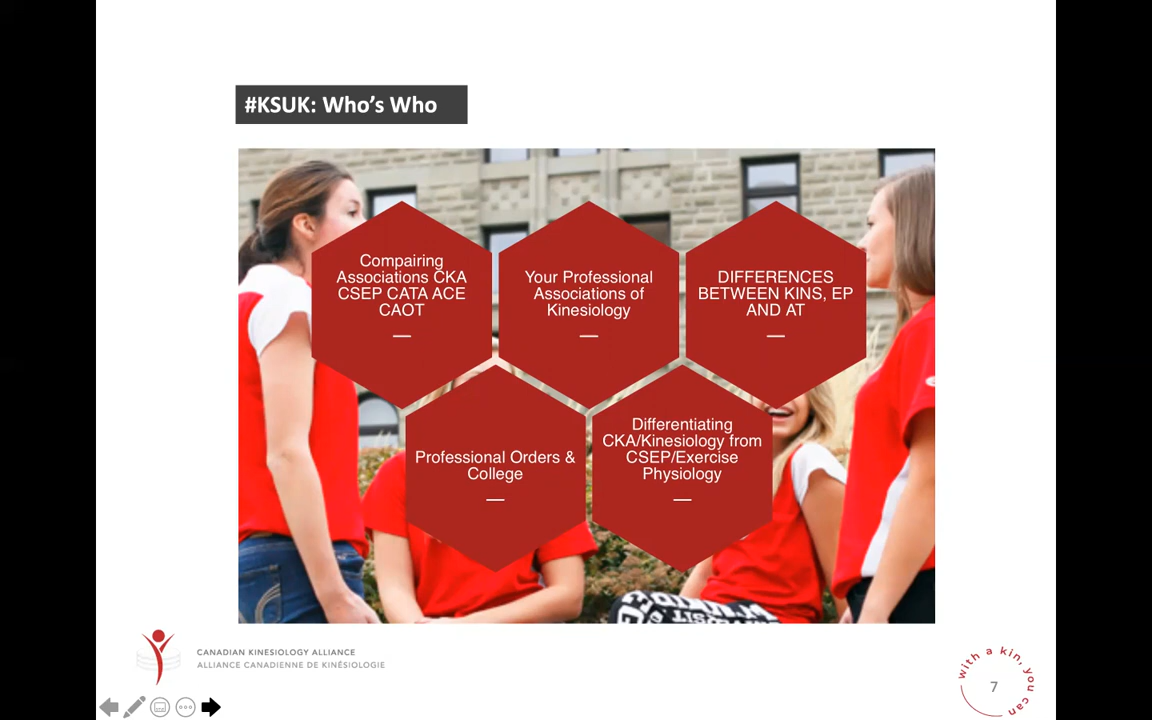 #KSUK: Who's Who
Compairing
Associations CKA
CSEP CATA ACE
CAOT
Your Professional
Associations of
Kinesiology
DIFFERENCES
BETWEEN KINS, EP
AND AT
Professional Orders &
College
Differentiating
CKA/Kinesiology from
CSEP/Exercise
Physiology
CANADIAN KINESIOLOGY ALLIANCE
ALLIANCE CANADIENNE DE KINÉSIOLOGIE
with a kin, you can
7